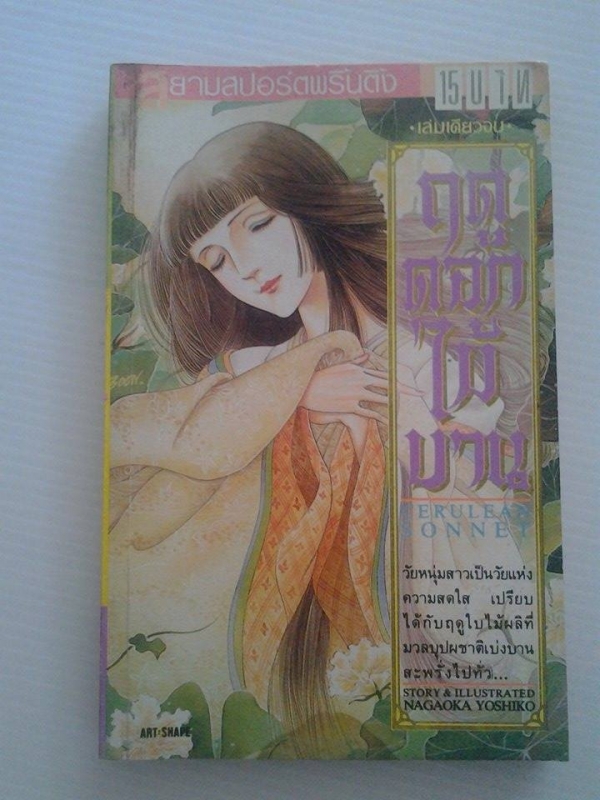 ยามสปอร์ตพริ้นติ้ง
15 บาท
•เล่มเดียวจบ•
ฤดู
ดอก
ไม้
บาน
CERULEAN
SONNET
วัยหนุ่มสาวเป็นวัยแห่ง
ความสดใส เปรียบ
ได้กับฤดูใบไม้ผลิที่
มวลบุปผชาติเบ่งบาน
สะพรั่งไปทั่ว...
STORY & ILLUSTRATED
NAGAOKA YOSHIKO
ART-SHAPE